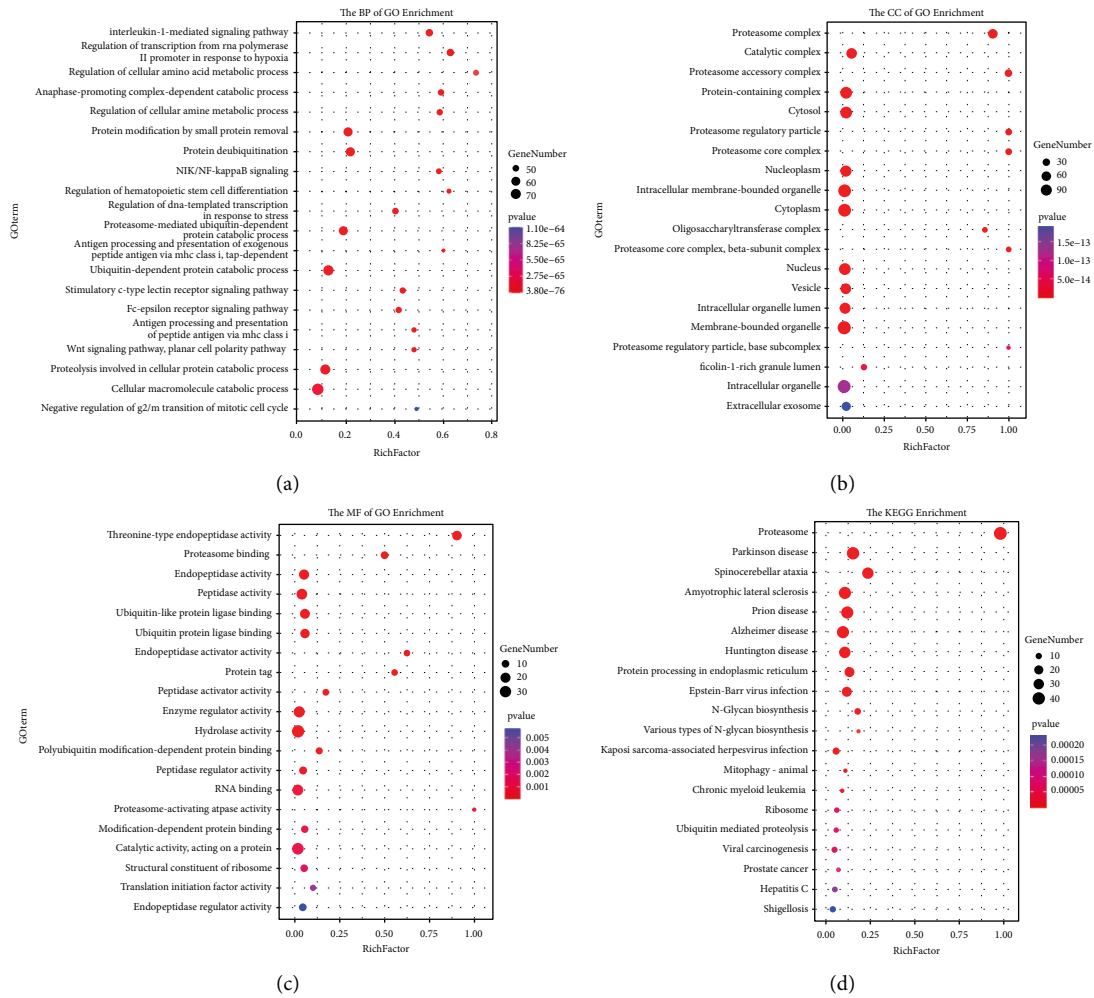 The BP of GO Enrichment
GOterm
interleukin-1-mediated signaling pathway
Regulation of transcription from rna polymerase
II promoter in response to hypoxia
Regulation of cellular amino acid metabolic process
Anaphase-promoting complex-dependent catabolic process
Regulation of cellular amine metabolic process
Protein modification by small protein removal
Protein deubiquitination
NIK/NF-kappaB signaling
Regulation of hematopoietic stem cell differentiation
Regulation of dna-templated transcription
in response to stress
Proteasome-mediated ubiquitin-dependent
protein catabolic process
Antigen processing and presentation of exogenous
peptide antigen via mhc class i, tap-dependent
Ubiquitin-dependent protein catabolic process
Stimulatory c-type lectin receptor signaling pathway
Fc-epsilon receptor signaling pathway
Antigen processing and presentation
of peptide antigen via mhc class i
Wnt signaling pathway, planar cell polarity pathway
Proteolysis involved in cellular protein catabolic process
Cellular macromolecule catabolic process
Negative regulation of g2/m transition of mitotic cell cycle
0.0 0.2 0.4 0.6 0.8
RichFactor
GeneNumber
50
60
70
pvalue
1.10e−64
8.25e−65
5.50e−65
2.75e−65
3.80e−76
(a)
The CC of GO Enrichment
GOterm
Proteasome complex
Catalytic complex
Proteasome accessory complex
Protein-containing complex
Cytosol
Proteasome regulatory particle
Proteasome core complex
Nucleoplasm
Intracellular membrane-bounded organelle
Cytoplasm
Oligosaccharyltransferase complex
Proteasome core complex, beta-subunit complex
Nucleus
Vesicle
Intracellular organelle lumen
Membrane-bounded organelle
Proteasome regulatory particle, base subcomplex
ficolin-1-rich granule lumen
Intracellular organelle
Extracellular exosome
0.00 0.25 0.50 0.75 1.00
RichFactor
GeneNumber
30
60
90
pvalue
1.5e−13
1.0e−13
5.0e−14
(b)
The MF of GO Enrichment
GOterm
Threonine-type endopeptidase activity
Proteasome binding
Endopeptidase activity
Peptidase activity
Ubiquitin-like protein ligase binding
Ubiquitin protein ligase binding
Endopeptidase activator activity
Protein tag
Peptidase activator activity
Enzyme regulator activity
Hydrolase activity
Polyubiquitin modification-dependent protein binding
Peptidase regulator activity
RNA binding
Proteasome-activating atpase activity
Modification-dependent protein binding
Catalytic activity, acting on a protein
Structural constituent of ribosome
Translation initiation factor activity
Endopeptidase regulator activity
0.00 0.25 0.50 0.75 1.00
RichFactor
GeneNumber
10
20
30
pvalue
0.005
0.004
0.003
0.002
0.001
(c)
The KEGG Enrichment
GOterm
Proteasome
Parkinson disease
Spinocerebellar ataxia
Amyotrophic lateral sclerosis
Prion disease
Alzheimer disease
Huntington disease
Protein processing in endoplasmic reticulum
Epstein-Barr virus infection
N-Glycan biosynthesis
Various types of N-glycan biosynthesis
Kaposi sarcoma-associated herpesvirus infection
Mitophagy - animal
Chronic myeloid leukemia
Ribosome
Ubiquitin mediated proteolysis
Viral carcinogenesis
Prostate cancer
Hepatitis C
Shigellosis
0.00 0.25 0.50 0.75 1.00
RichFactor
GeneNumber
10
20
30
40
pvalue
0.00020
0.00015
0.00010
0.00005
(d)